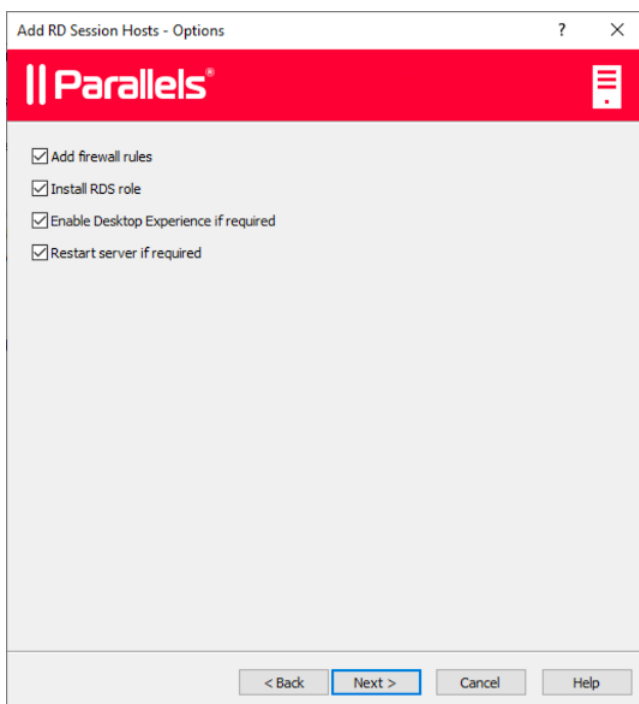 Add RD Session Hosts - Options
?
Parallels®
Add firewall rules
Install RDS role
Enable Desktop Experience if required
Restart server if required
< Back
Next >
Cancel
Help